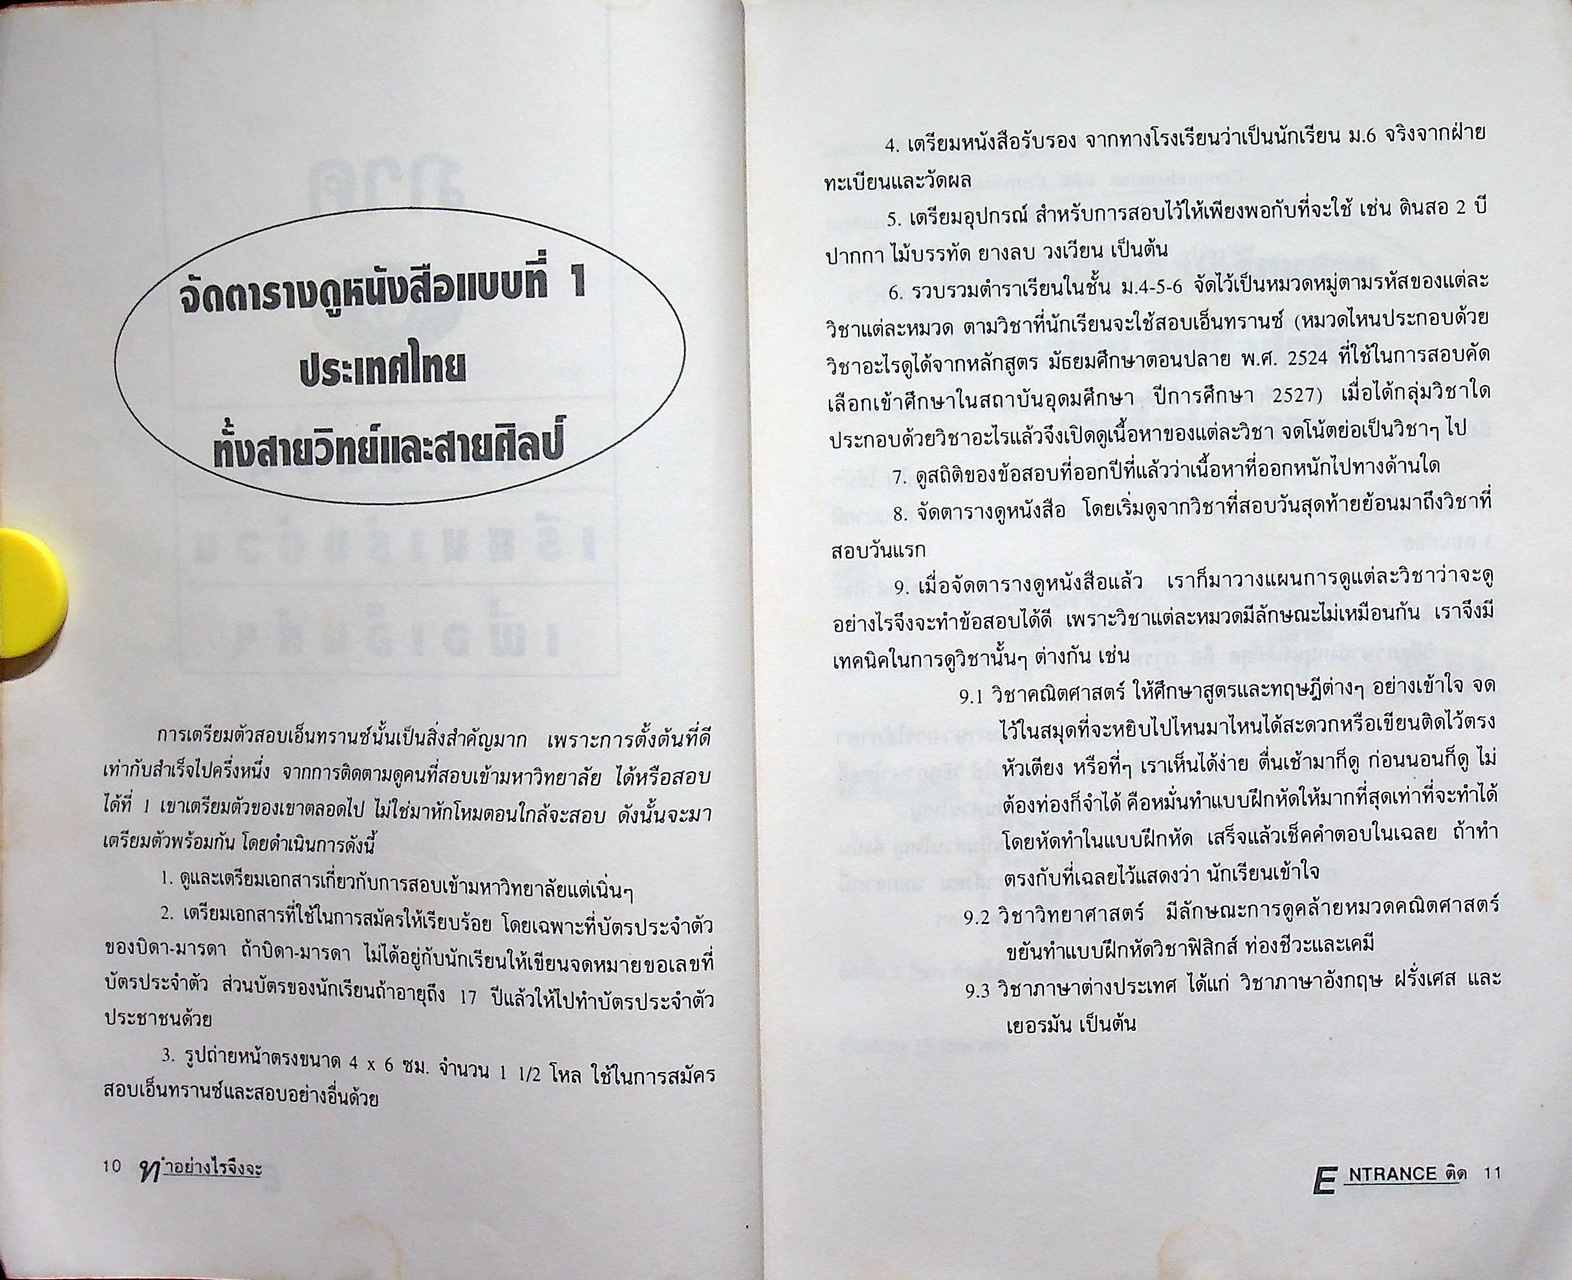 จัดตารางดูหนังสือแบบที่ 1
ประเทศไทย
ทั้งสายวิทย์และสายศิลป์
การเตรียมตัวสอบเอ็นทรานซ์นั้นเป็นสิ่งสำคัญมาก เพราะการตั้งต้นที่ดี
เท่ากับสำเร็จไปครึ่งหนึ่ง จากการติดตามดูคนที่สอบเข้ามหาวิทยาลัย ได้หรือสอบ
ได้ที่ 1 เขาเตรียมตัวของเขาตลอดไป ไม่ใช่มาหักโหมตอนใกล้จะสอบ ดังนั้นจะมา
เตรียมตัวพร้อมกัน โดยดำเนินการดังนี้
1. ดูและเตรียมเอกสารเกี่ยวกับการสอบเข้ามหาวิทยาลัยแต่เนิ่นๆ
2. เตรียมเอกสารที่ใช้ในการสมัครให้เรียบร้อย โดยเฉพาะที่บัตรประจำตัว
ของบิดา-มารดา ถ้าบิดา-มารดา ไม่ได้อยู่กับนักเรียนให้เขียนจดหมายขอเลขที่
บัตรประจำตัว ส่วนบัตรของนักเรียนถ้าอายุถึง 17 ปีแล้วให้ไปทำบัตรประจำตัว
ประชาชนด้วย
3. รูปถ่ายหน้าตรงขนาด 4 x 6 ซม. จำนวน 1 1/2 โหล ใช้ในการสมัคร
สอบเอ็นทรานซ์และสอบอย่างอื่นด้วย
10 ทำอย่างไรจึงจะ
4. เตรียมหนังสือรับรอง จากทางโรงเรียนว่าเป็นนักเรียน ม.6 จริงจากฝ่าย
ทะเบียนและวัดผล
5. เตรียมอุปกรณ์ สำหรับการสอบไว้ให้เพียงพอกับที่จะใช้ เช่น ดินสอ 2 บี
ปากกา ไม้บรรทัด ยางลบ วงเวียน เป็นต้น
6. รวบรวมตำราเรียนในชั้น ม.4-5-6 จัดไว้เป็นหมวดหมู่ตามรหัสของแต่ละ
วิชาแต่ละหมวด ตามวิชาที่นักเรียนจะใช้สอบเอ็นทรานซ์ (หมวดไหนประกอบด้วย
วิชาอะไรดูได้จากหลักสูตร มัธยมศึกษาตอนปลาย พ.ศ. 2524 ที่ใช้ในการสอบคัด
เลือกเข้าศึกษาในสถาบันอุดมศึกษา ปีการศึกษา 2527) เมื่อได้กลุ่มวิชาใด
ประกอบด้วยวิชาอะไรแล้วจึงเปิดดูเนื้อหาของแต่ละวิชา จดโน้ตย่อเป็นวิชาๆ ไป
7. ดูสถิติของข้อสอบที่ออกปีที่แล้วว่าเนื้อหาที่ออกหนักไปทางด้านใด
8. จัดตารางดูหนังสือ โดยเริ่มดูจากวิชาที่สอบวันสุดท้ายย้อนมาถึงวิชาที่
สอบวันแรก
9. เมื่อจัดตารางดูหนังสือแล้ว เราก็มาวางแผนการดูแต่ละวิชาว่าจะดู
อย่างไรจึงจะทำข้อสอบได้ดี เพราะวิชาแต่ละหมวดมีลักษณะไม่เหมือนกัน เราจึงมี
เทคนิคในการดูวิชานั้นๆ ต่างกัน เช่น
9.1 วิชาคณิตศาสตร์ ให้ศึกษาสูตรและทฤษฎีต่างๆ อย่างเข้าใจ จด
ไว้ในสมุดที่จะหยิบไปไหนมาไหนได้สะดวกหรือเขียนติดไว้ตรง
หัวเตียง หรือที่ๆ เราเห็นได้ง่าย ตื่นเช้ามาก็ดู ก่อนนอนก็ดู ไม่
ต้องท่องก็จำได้ คือหมั่นทำแบบฝึกหัดให้มากที่สุดเท่าที่จะทำได้
โดยหัดทำในแบบฝึกหัด เสร็จแล้วเช็คคำตอบในเฉลย ถ้าทำ
ตรงกับที่เฉลยไว้แสดงว่า นักเรียนเข้าใจ
9.2 วิชาวิทยาศาสตร์ มีลักษณะการดูคล้ายหมวดคณิตศาสตร์
ขยันทำแบบฝึกหัดวิชาฟิสิกส์ ท่องชีวะและเคมี
9.3 วิชาภาษาต่างประเทศ ได้แก่ วิชาภาษาอังกฤษ ฝรั่งเศส และ
เยอรมัน เป็นต้น
ENTRANCE ติด 11